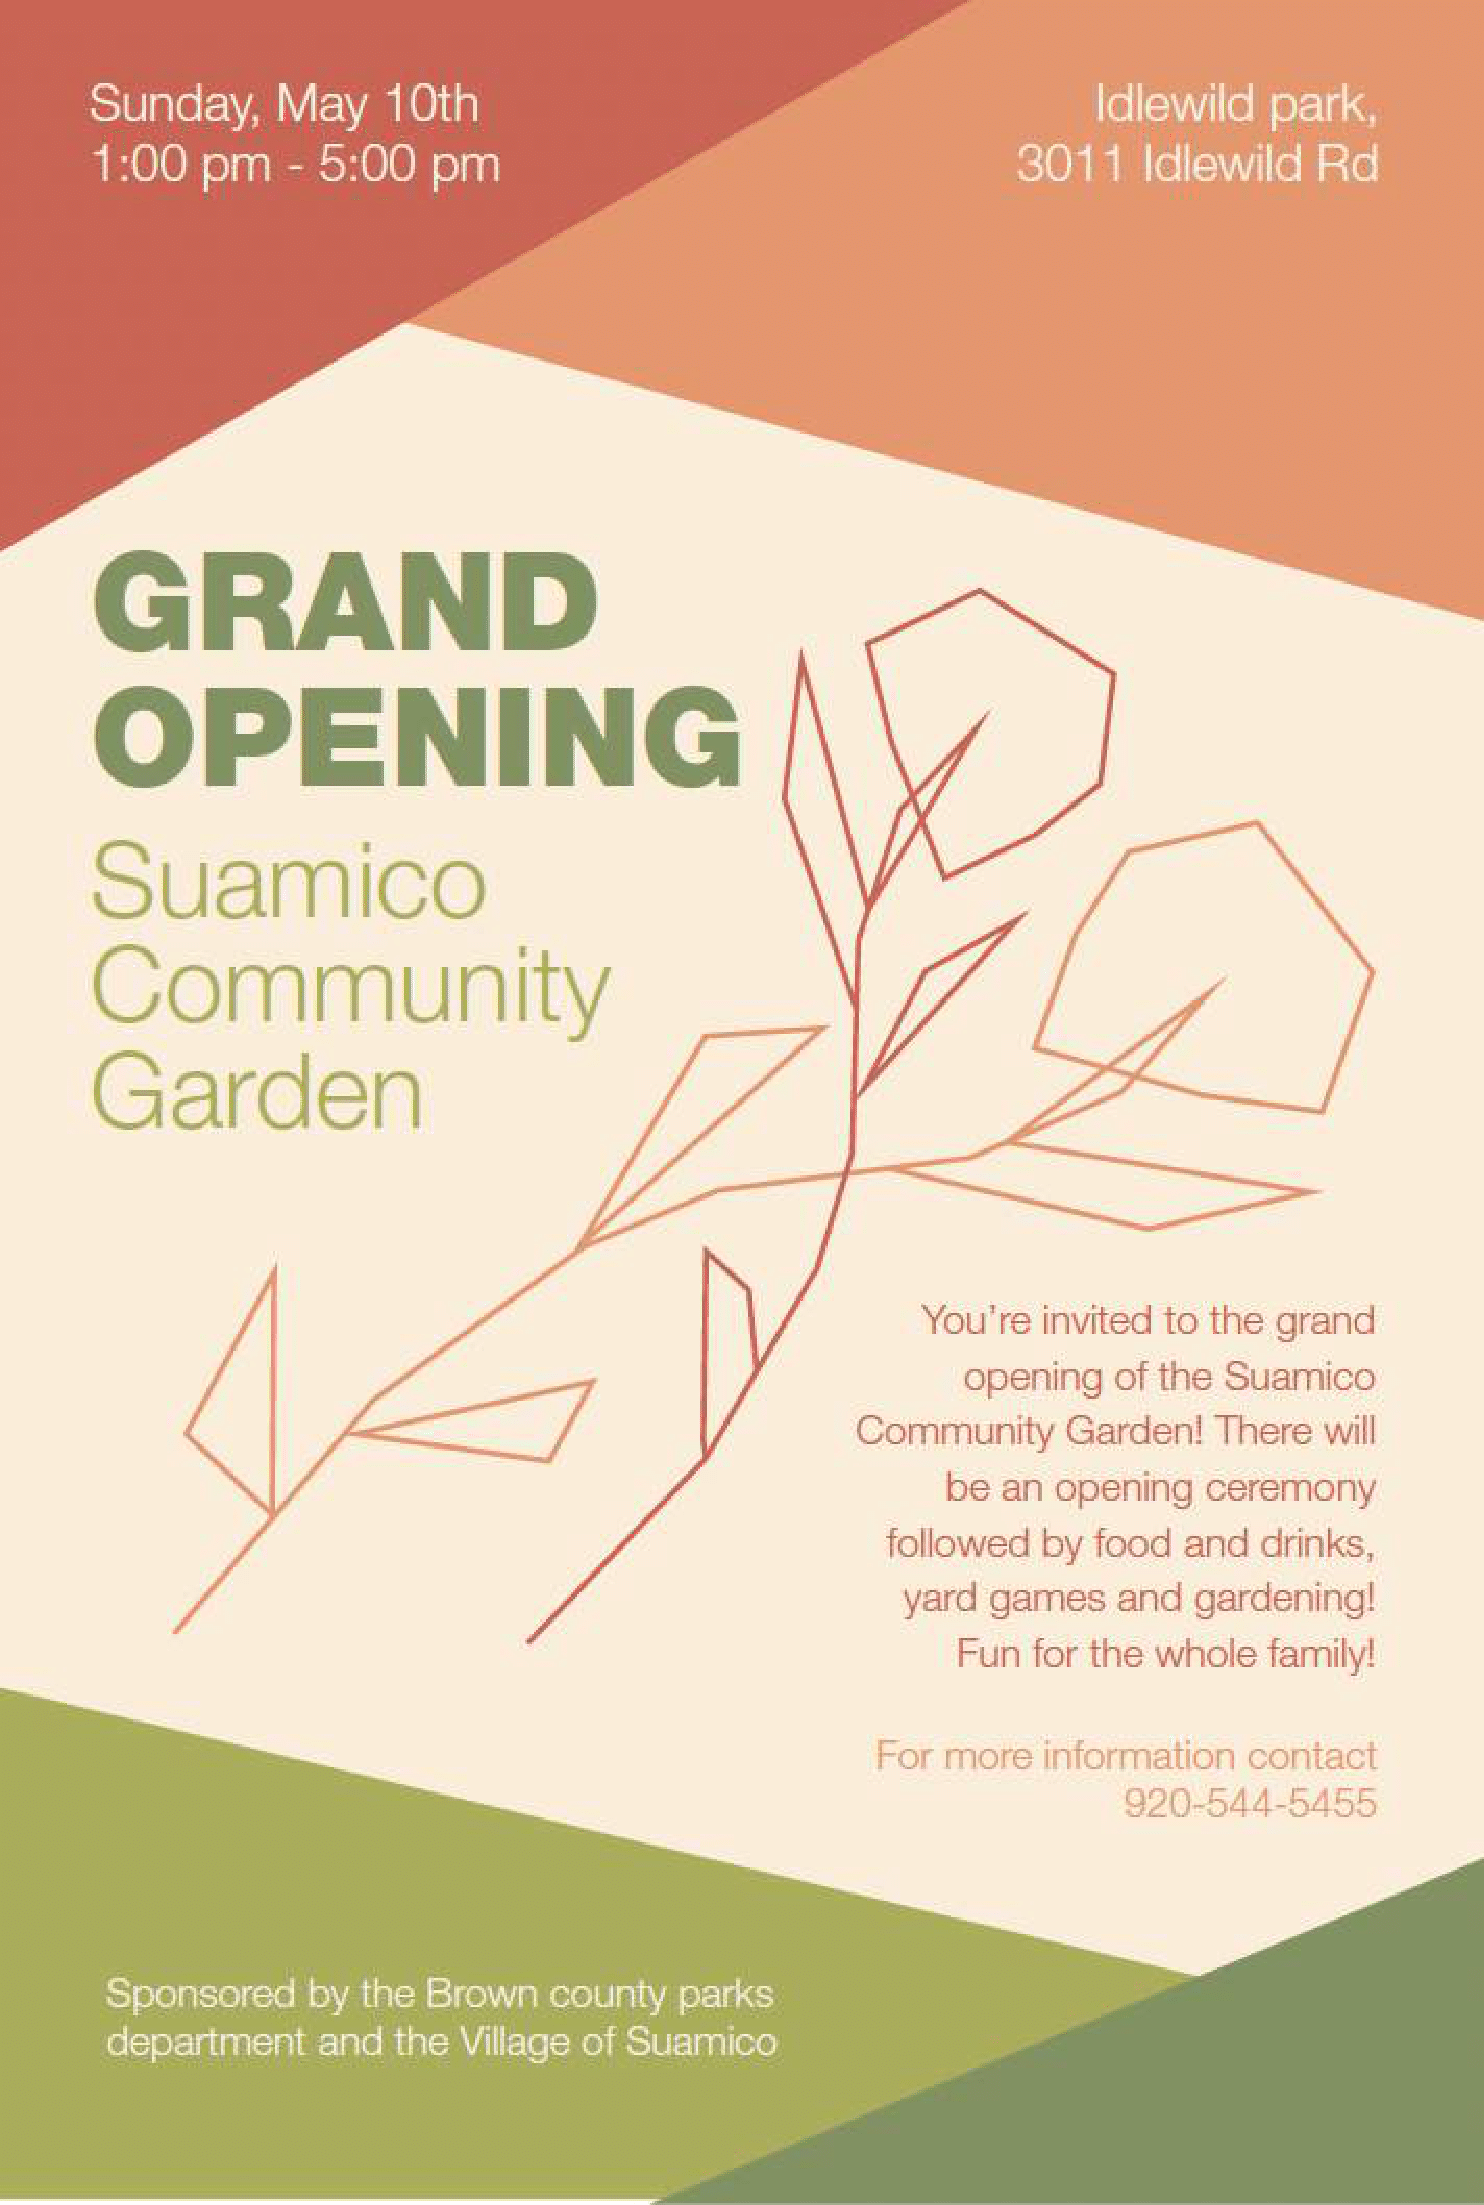 Sunday, May 10th
1:00 pm - 5:00 pm
Idlewild park,
3011 Idlewild Rd
GRAND
OPENING
Suamico
Community
Garden
You're invited to the grand
opening of the Suamico
Community Garden! There will
be an opening ceremony
followed by food and drinks,
yard games and gardening!
Fun for the whole family!
For more information contact
920-544-5455
Sponsored by the Brown county parks
department and the Village of Suamico